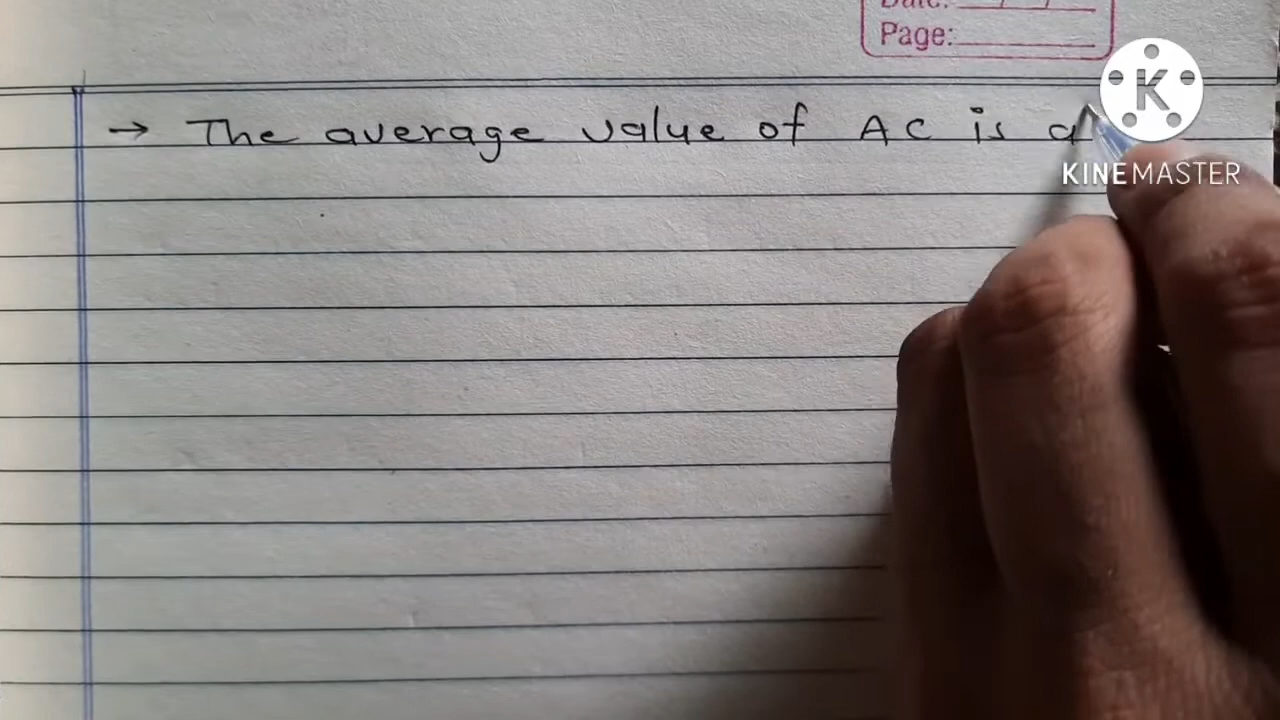 Date:
Page:
K
KINEMASTER
→ The average value of AC is a